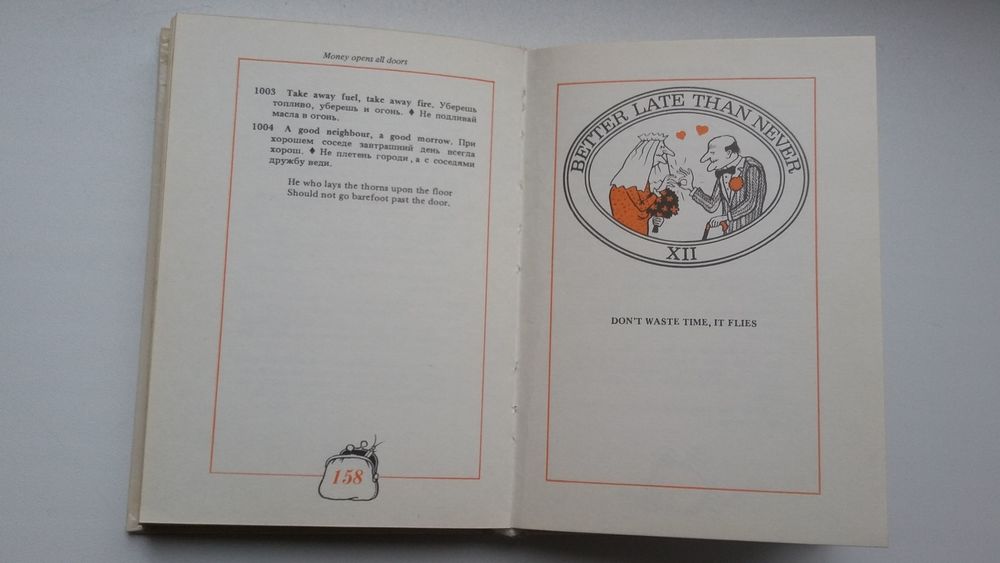 Money opens all doors
1003 Take away fuel, take away fire. Уберешь
топливо, уберешь и огонь. ♦ Не подливай
масла в огонь.
1004 A good neighbour, a good morrow. При
хорошем соседе завтрашний день всегда
хорош. ♦ Не плетень городи, а с соседями
дружбу веди.
He who lays the thorns upon the floor
Should not go barefoot past the door.
158
BETTER LATE THAN NEVER
XII
DON'T WASTE TIME, IT FLIES